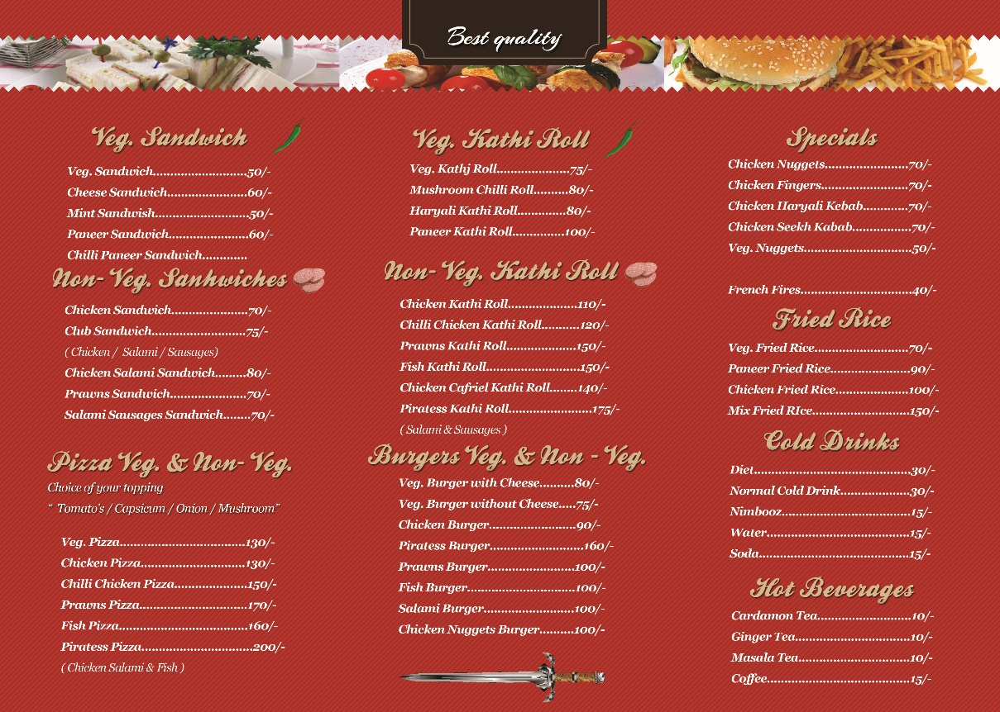 Best quality
Veg. Sandwich
Veg. Sandwich...........................50/-
Cheese Sandwich.......................60/-
Mint Sandwish...........................50/-
Paneer Sandwich.......................60/-
Chilli Paneer Sandwich.............
Non-Veg. Sanhwiches
Chicken Sandwich......................70/-
Club Sandwich...........................75/-
( Chicken / Salami / Sausages)
Chicken Salami Sandwich.........80/-
Prawns Sandwich......................70/-
Salami Sausages Sandwich........70/-
Pizza Veg. & Non-Veg.
Choice of your topping
“ Tomato's / Capsicum / Onion / Mushroom”
Veg. Pizza....................................130/-
Chicken Pizza..............................130/-
Chilli Chicken Pizza.....................150/-
Prawns Pizza...............................170/-
Fish Pizza.....................................160/-
Piratess Pizza................................200/-
( Chicken Salami & Fish )
Veg. Kathi Roll
Veg. Kathj Roll.....................75/-
Mushroom Chilli Roll..........80/-
Haryali Kathi Roll..............80/-
Paneer Kathi Roll...............100/-
Non-Veg. Kathi Roll
Chicken Kathi Roll....................110/-
Chilli Chicken Kathi Roll...........120/-
Prawns Kathi Roll....................150/-
Fish Kathi Roll...........................150/-
Chicken Cafriel Kathi Roll........140/-
Piratess Kathi Roll........................175/-
( Salami & Sausages )
Burgers Veg. & Non - Veg.
Veg. Burger with Cheese..........80/-
Veg. Burger without Cheese.....75/-
Chicken Burger.........................90/-
Piratess Burger...........................160/-
Prawns Burger.........................100/-
Fish Burger...............................100/-
Salami Burger..........................100/-
Chicken Nuggets Burger..........100/-
Specials
Chicken Nuggets........................70/-
Chicken Fingers.........................70/-
Chicken Haryali Kebab.............70/-
Chicken Seekh Kabab.................70/-
Veg. Nuggets...............................50/-
French Fires................................40/-
Fried Rice
Veg. Fried Rice...........................70/-
Paneer Fried Rice.......................90/-
Chicken Fried Rice.....................100/-
Mix Fried RIce............................150/-
Cold Drinks
Diet.............................................30/-
Normal Cold Drink....................30/-
Nimbooz.....................................15/-
Water.........................................15/-
Soda...........................................15/-
Hot Beverages
Cardamon Tea...........................10/-
Ginger Tea.................................10/-
Masala Tea................................10/-
Coffee.........................................15/-